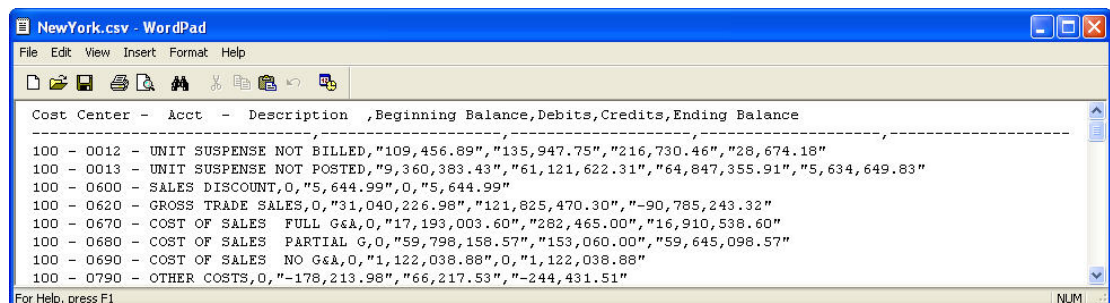 NewYork.csv - WordPad
File Edit View Insert Format Help
Cost Center - Acct - Description ,Beginning Balance,Debits,Credits,Ending Balance
------------------------------,-------------------,-------------------,-------------------,-------------------
100 - 0012 - UNIT SUSPENSE NOT BILLED,"109,456.89","135,947.75","216,730.46","28,674.18"
100 - 0013 - UNIT SUSPENSE NOT POSTED,"9,360,383.43","61,121,622.31","64,847,355.91","5,634,649.83"
100 - 0600 - SALES DISCOUNT,0,"5,644.99",0,"5,644.99"
100 - 0620 - GROSS TRADE SALES,0,"31,040,226.98","121,825,470.30","-90,785,243.32"
100 - 0670 - COST OF SALES  FULL G&A,0,"17,193,003.60","282,465.00","16,910,538.60"
100 - 0680 - COST OF SALES  PARTIAL G,0,"59,798,158.57","153,060.00","59,645,098.57"
100 - 0690 - COST OF SALES  NO G&A,0,"1,122,038.88",0,"1,122,038.88"
100 - 0790 - OTHER COSTS,0,"-178,213.98","66,217.53","-244,431.51"
For Help, press F1 NUM